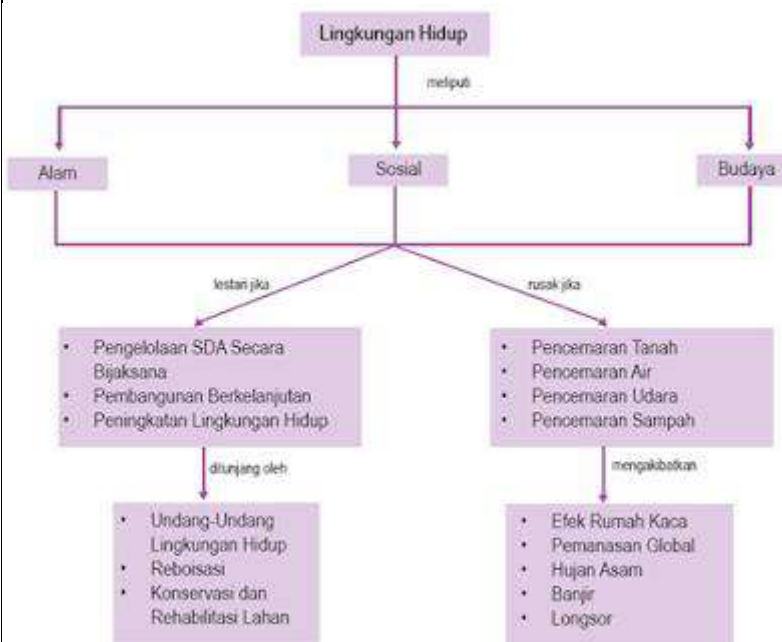 Lingkungan Hidup
meliputi
Alam
Sosial
Budaya
lestari jika
rusak jika
• Pengelolaan SDA Secara
Bijaksana
• Pembangunan Berkelanjutan
• Peningkatan Lingkungan Hidup
• Pencemaran Tanah
• Pencemaran Air
• Pencemaran Udara
• Pencemaran Sampah
ditunjang oleh
mengakibatkan
• Undang-Undang
Lingkungan Hidup
• Reboisasi
• Konservasi dan
Rehabilitasi Lahan
• Efek Rumah Kaca
• Pemanasan Global
• Hujan Asam
• Banjir
• Longsor